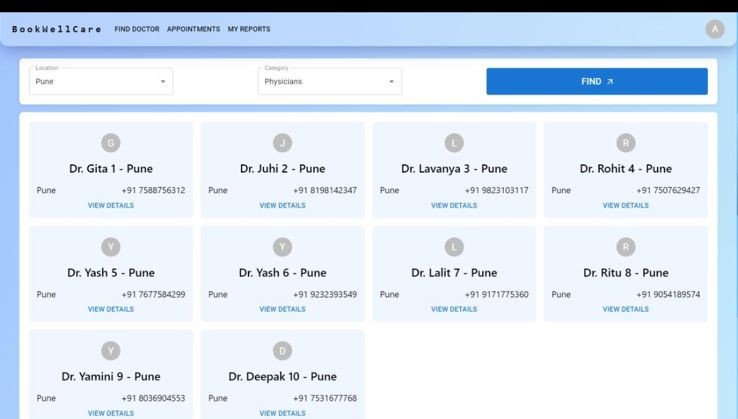 BookWellCare FIND DOCTOR APPOINTMENTS MY REPORTS A
Location Category
Pune Physicians FIND
G J L R
Dr. Gita 1 - Pune Dr. Juhi 2 - Pune Dr. Lavanya 3 - Pune Dr. Rohit 4 - Pune
Pune +91 7588756312 Pune +91 8198142347 Pune +91 9823103117 Pune +91 7507629427
VIEW DETAILS VIEW DETAILS VIEW DETAILS VIEW DETAILS
Y Y L R
Dr. Yash 5 - Pune Dr. Yash 6 - Pune Dr. Lalit 7 - Pune Dr. Ritu 8 - Pune
Pune +91 7677584299 Pune +91 9232393549 Pune +91 9171775360 Pune +91 9054189574
VIEW DETAILS VIEW DETAILS VIEW DETAILS VIEW DETAILS
Y D
Dr. Yamini 9 - Pune Dr. Deepak 10 - Pune
Pune +91 8036904553 Pune +91 7531677768
VIEW DETAILS VIEW DETAILS